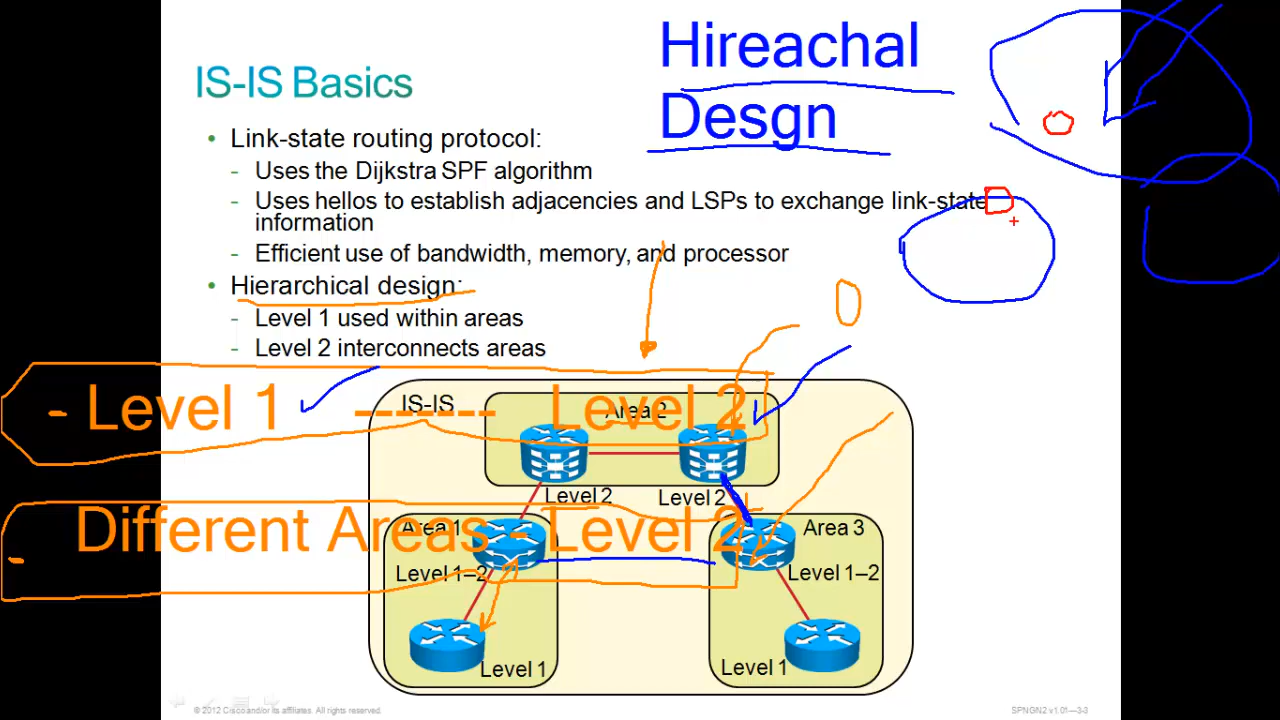 Hireachal
Desgn
IS-IS Basics
• Link-state routing protocol:
- Uses the Dijkstra SPF algorithm
- Uses hellos to establish adjacencies and LSPs to exchange link-state
information
- Efficient use of bandwidth, memory, and processor
• Hierarchical design:
- Level 1 used within areas
- Level 2 interconnects areas
- Level 1 ------- Level 2
IS-IS
Area 2
Level 2
Level 2
- Different Areas - Level 2
Area 1
Area 3
Level 1–2
Level 1–2
Level 1
Level 1
© 2012 Cisco and/or its affiliates. All rights reserved.
SPNGN2 v1.01—3-3